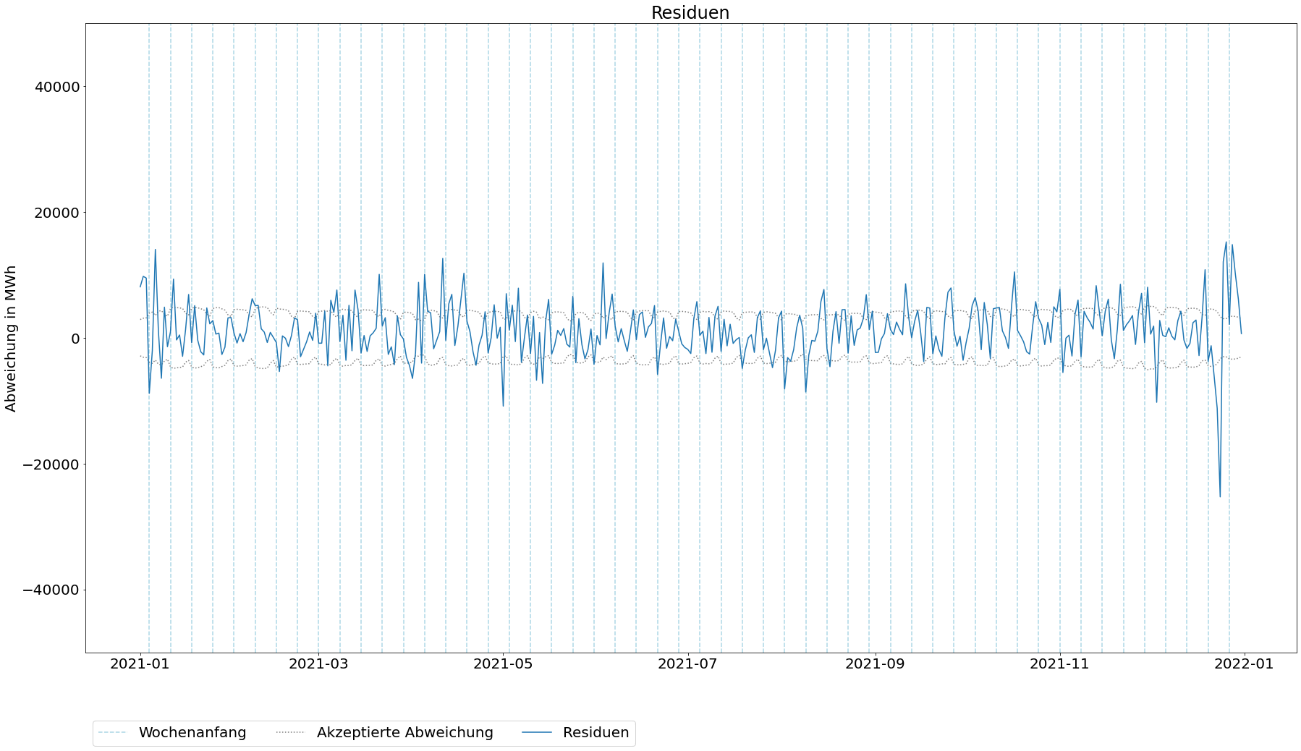 Residuen
Abweichung in MWh
40000
20000
0
−20000
−40000
2021-01 2021-03 2021-05 2021-07 2021-09 2021-11 2022-01
Wochenanfang Akzeptierte Abweichung Residuen